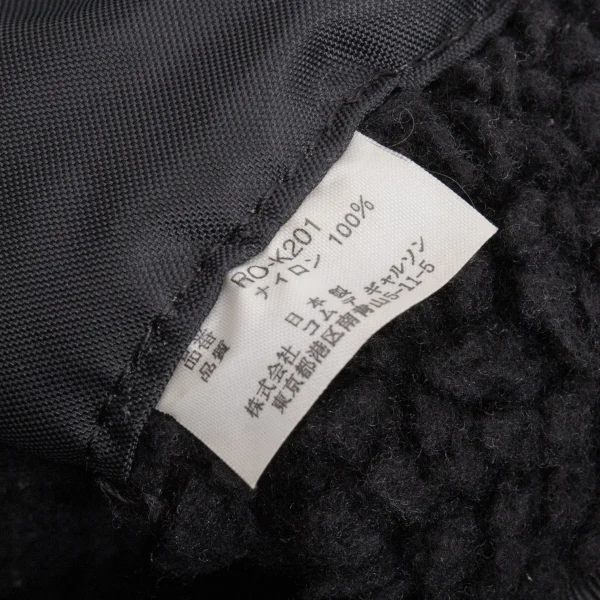 品番 RO-K201
品質 ナイロン 100%
日本製
株式会社 コム デ ギャルソン
東京都港区南青山5-11-5